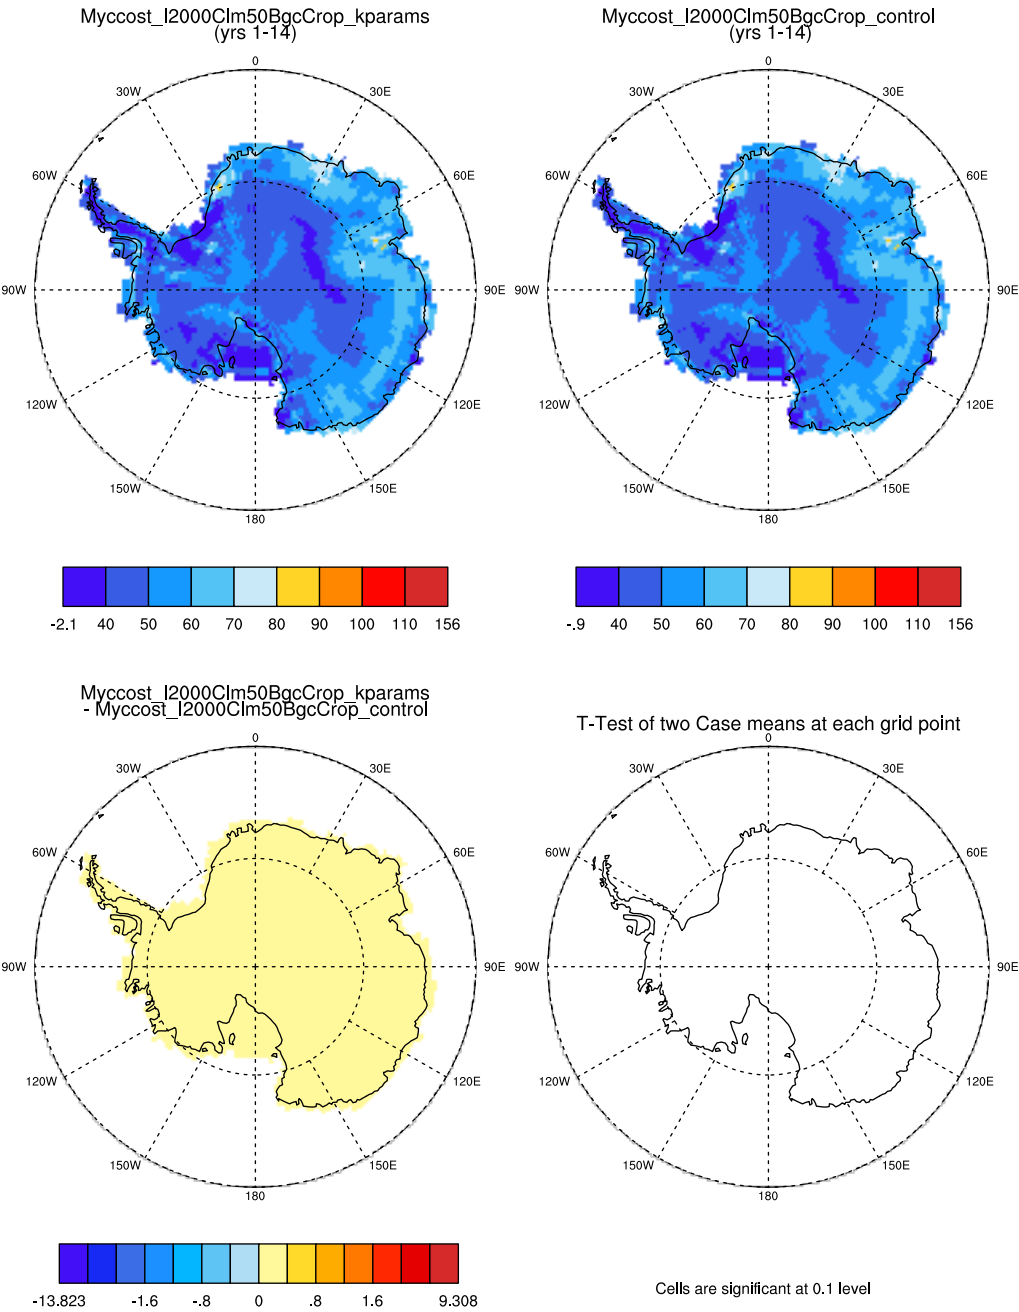 Myccost_I2000Clm50BgcCrop_kparams
(yrs 1-14)
0
30W
30E
60W
60E
90W
90E
120W
120E
150W
150E
180
-2.1 40 50 60 70 80 90 100 110 156
Myccost_I2000Clm50BgcCrop_control
(yrs 1-14)
0
30W
30E
60W
60E
90W
90E
120W
120E
150W
150E
180
-.9 40 50 60 70 80 90 100 110 156
Myccost_I2000Clm50BgcCrop_kparams
- Myccost_I2000Clm50BgcCrop_control
0
30W
30E
60W
60E
90W
90E
120W
120E
150W
150E
180
-13.823 -1.6 -.8 0 .8 1.6 9.308
T-Test of two Case means at each grid point
0
30W
30E
60W
60E
90W
90E
120W
120E
150W
150E
180
Cells are significant at 0.1 level